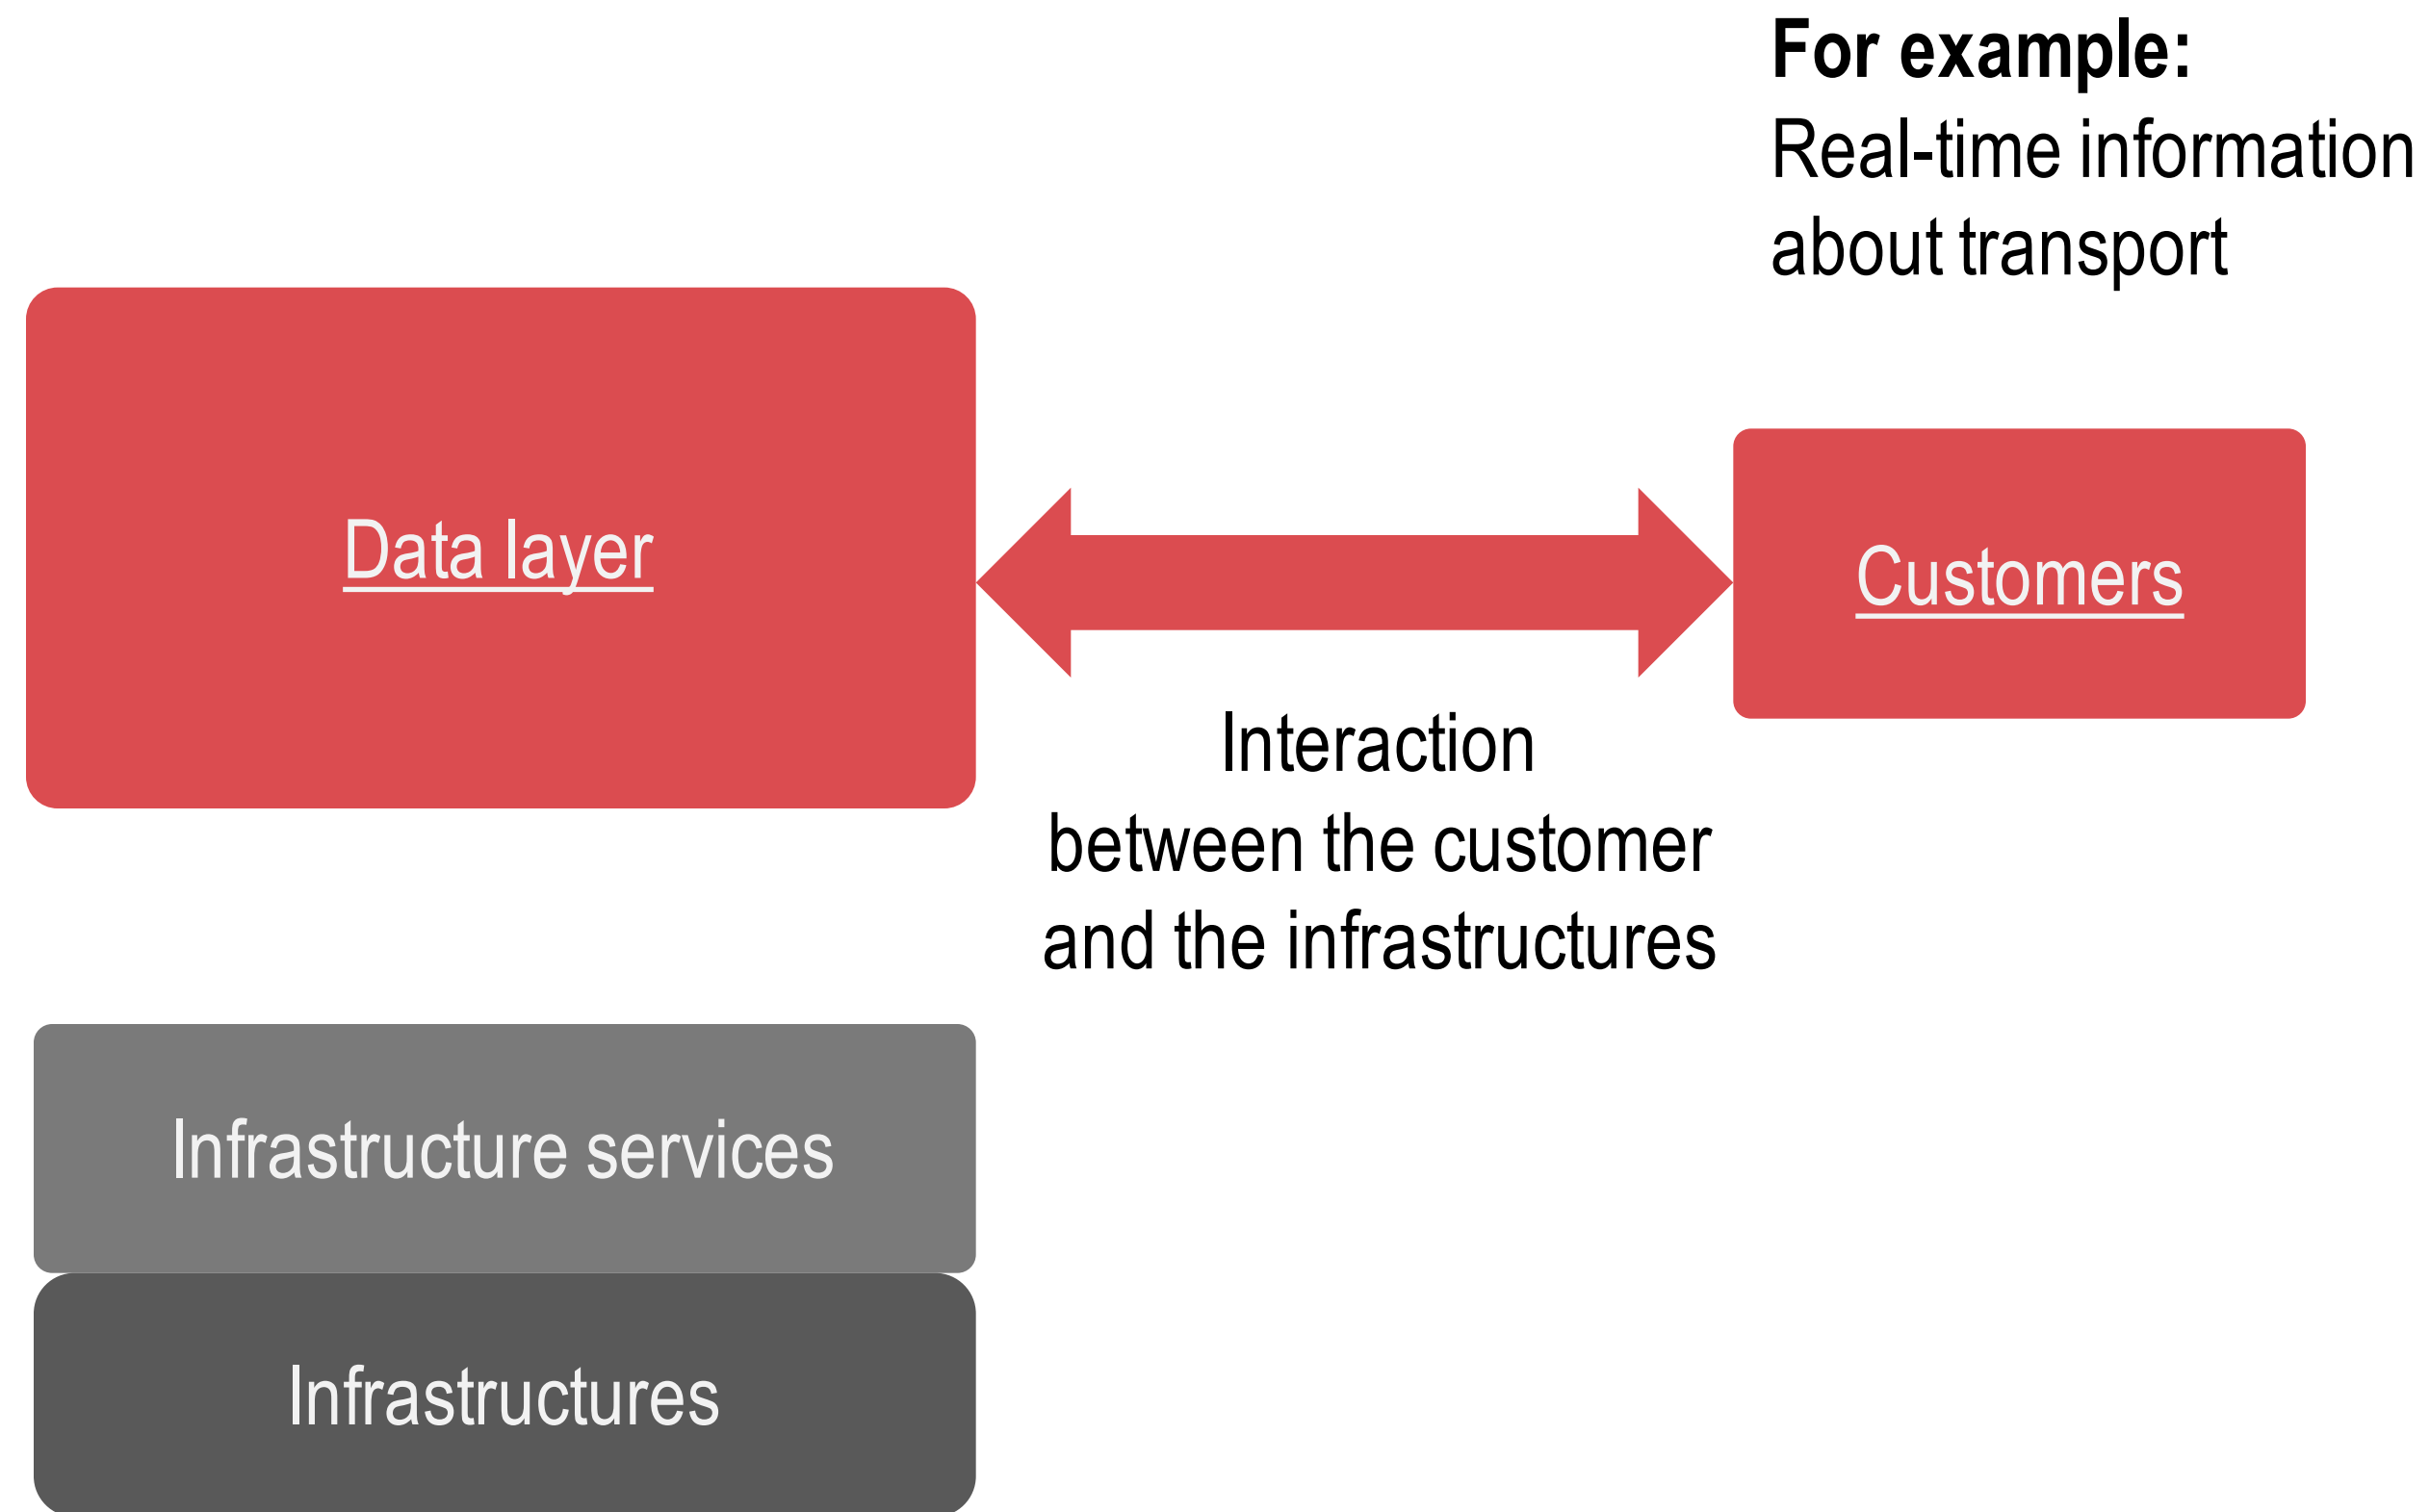 For example:
Real-time information
about transport
Data layer
Customers
Interaction
between the customer
and the infrastructures
Infrastructure services
Infrastructures